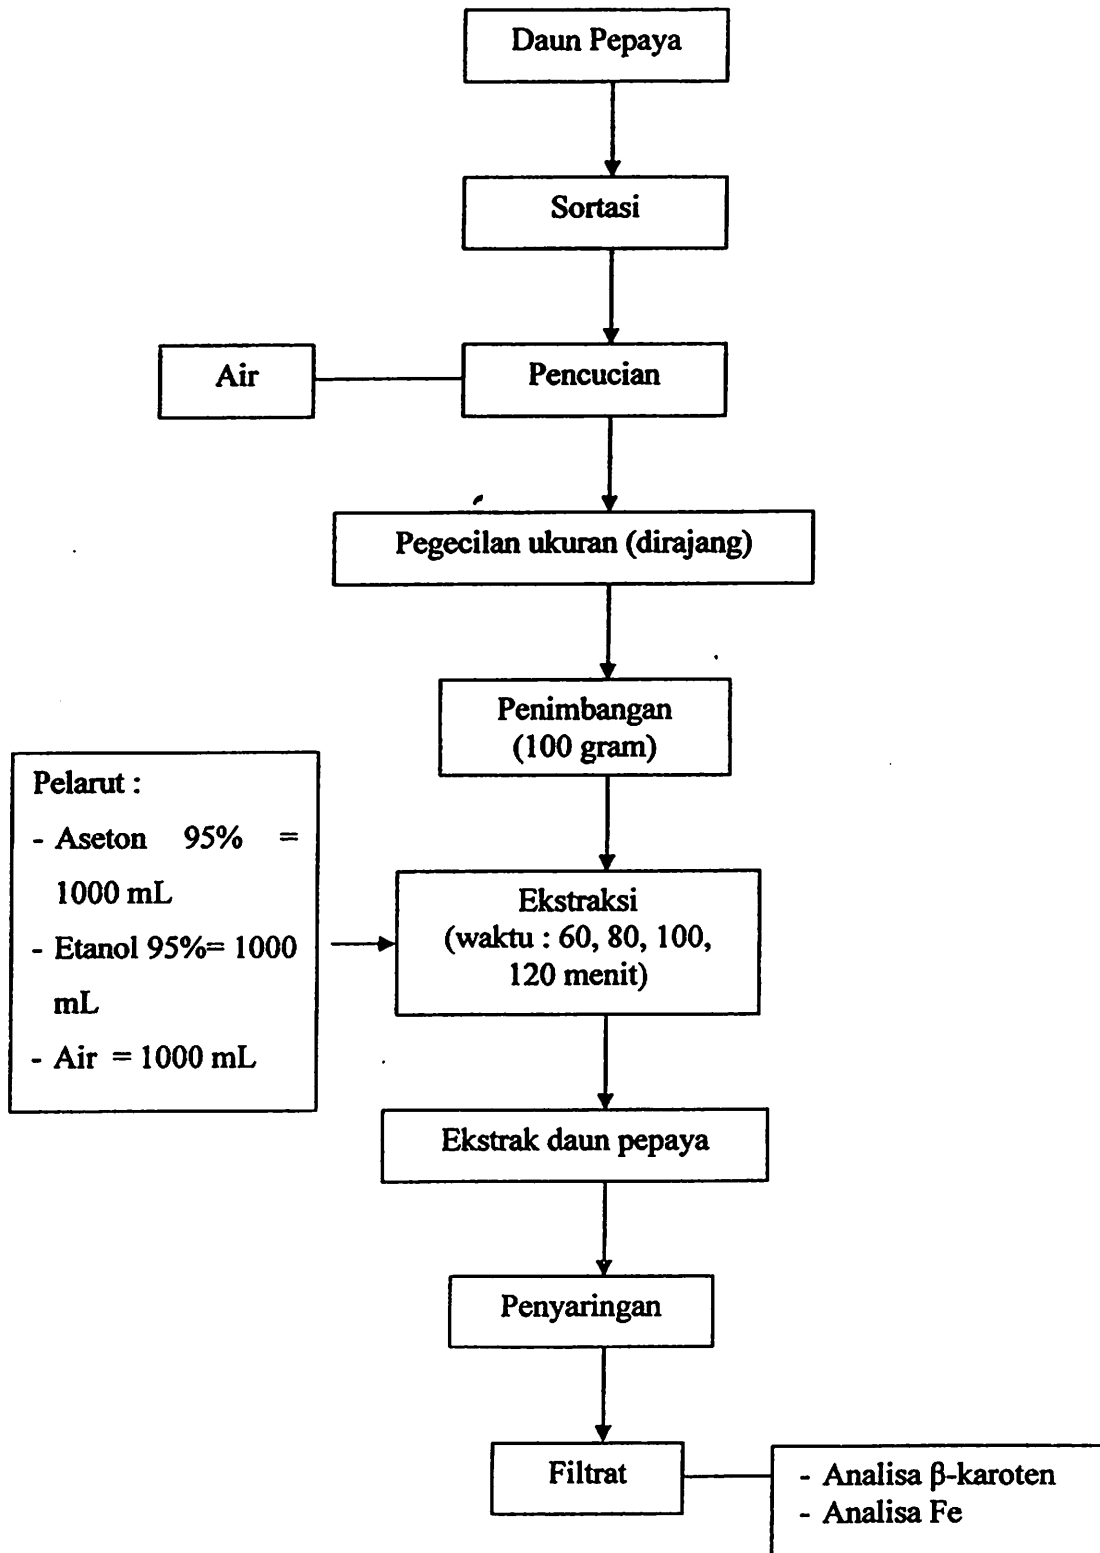 Daun Pepaya
Sortasi
Air
Pencucian
Pegecilan ukuran (dirajang)
Penimbangan
(100 gram)
Pelarut :
- Aseton 95% =
1000 mL
- Etanol 95%= 1000
mL
- Air = 1000 mL
Ekstraksi
(waktu : 60, 80, 100,
120 menit)
Ekstrak daun pepaya
Penyaringan
Filtrat
- Analisa β-karoten
- Analisa Fe